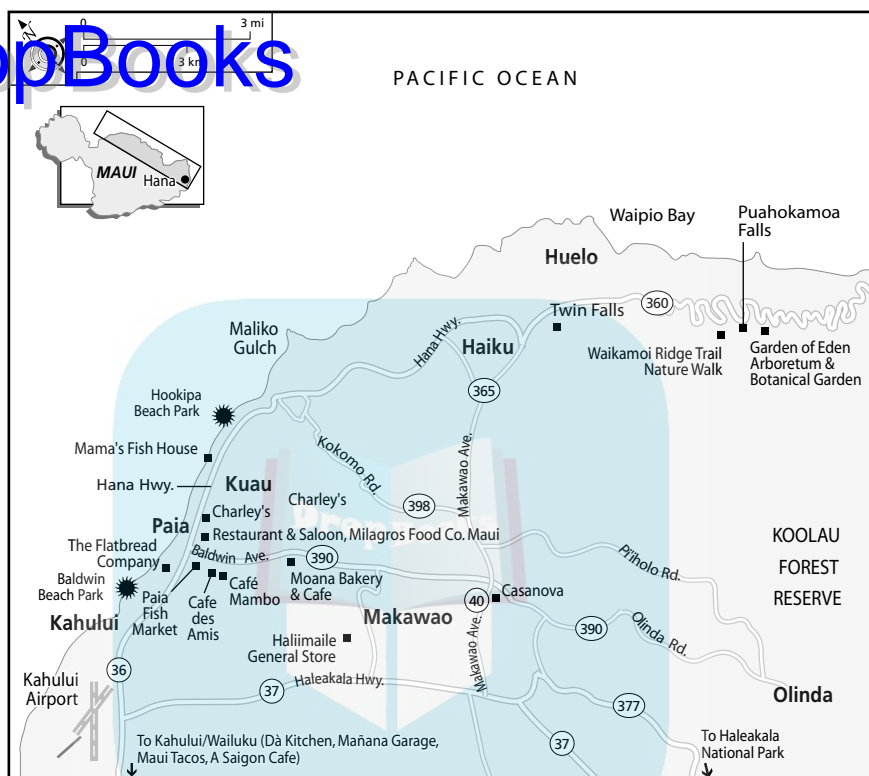 0 3 mi
N
0 3 km
opBooks
PACIFIC OCEAN
MAUI
Hana
Waipio Bay
Puahokamoa
Falls
Huelo
360
Twin Falls
Maliko
Gulch
Hana Hwy.
Haiku
Waikamoi Ridge Trail
Nature Walk
Garden of Eden
Arboretum &
Botanical Garden
365
Hookipa
Beach Park
Mama's Fish House
Kokomo Rd.
Makawao Ave.
Hana Hwy.
Kuau
Charley's
398
Charley's
Paia
DropBooks
Restaurant & Saloon, Milagros Food Co. Maui
KOOLAU
FOREST
RESERVE
The Flatbread
Company
Baldwin Ave.
390
Pi'iholo Rd.
Baldwin
Beach Park
Paia
Fish
Market
Cafe
des
Amis
Café
Mambo
Moana Bakery
& Cafe
40
Casanova
Kahului
Makawao
390
Olinda Rd.
Haliimaile
General Store
Makawao Ave.
36
Kahului
Airport
37
Haleakala Hwy.
Olinda
377
To Kahului/Wailuku (Dà Kitchen, Mañana Garage,
Maui Tacos, A Saigon Cafe)
37
To Haleakala
National Park